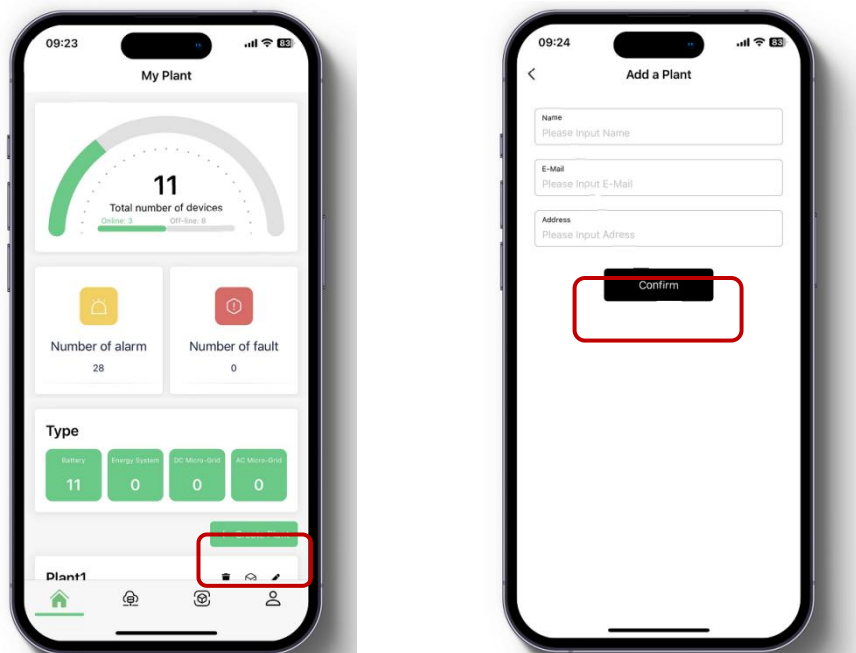 09:23
83
My Plant
11
Total number of devices
Online: 3 Off-line: 8
Number of alarm
28
Number of fault
0
Type
Battery
11
Energy System
0
DC Micro-Grid
0
AC Micro-Grid
0
Plant1
09:24
83
Add a Plant
Name
Please Input Name
E-Mail
Please Input E-Mail
Address
Please Input Adress
Confirm